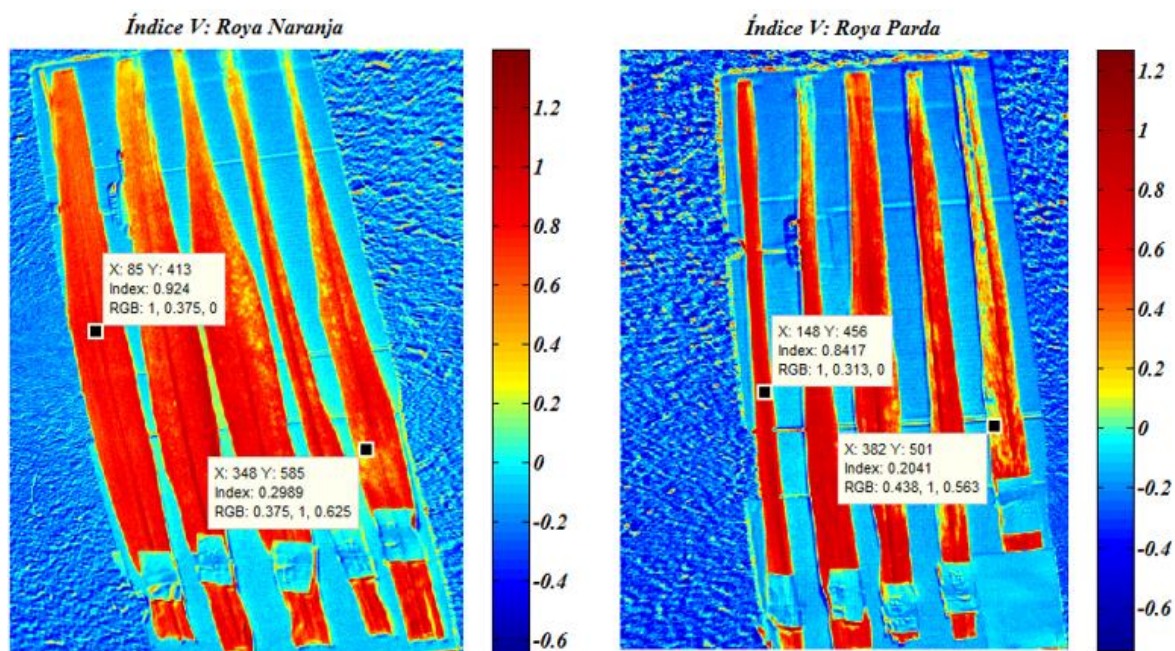 Índice V: Roya Naranja
1.2
1
0.8
0.6
0.4
0.2
0
-0.2
-0.4
-0.6
X: 85 Y: 413
Index: 0.924
RGB: 1, 0.375, 0
X: 348 Y: 585
Index: 0.2989
RGB: 0.375, 1, 0.625
Índice V: Roya Parda
1.2
1
0.8
0.6
0.4
0.2
0
-0.2
-0.4
-0.6
X: 148 Y: 456
Index: 0.8417
RGB: 1, 0.313, 0
X: 382 Y: 501
Index: 0.2041
RGB: 0.438, 1, 0.563